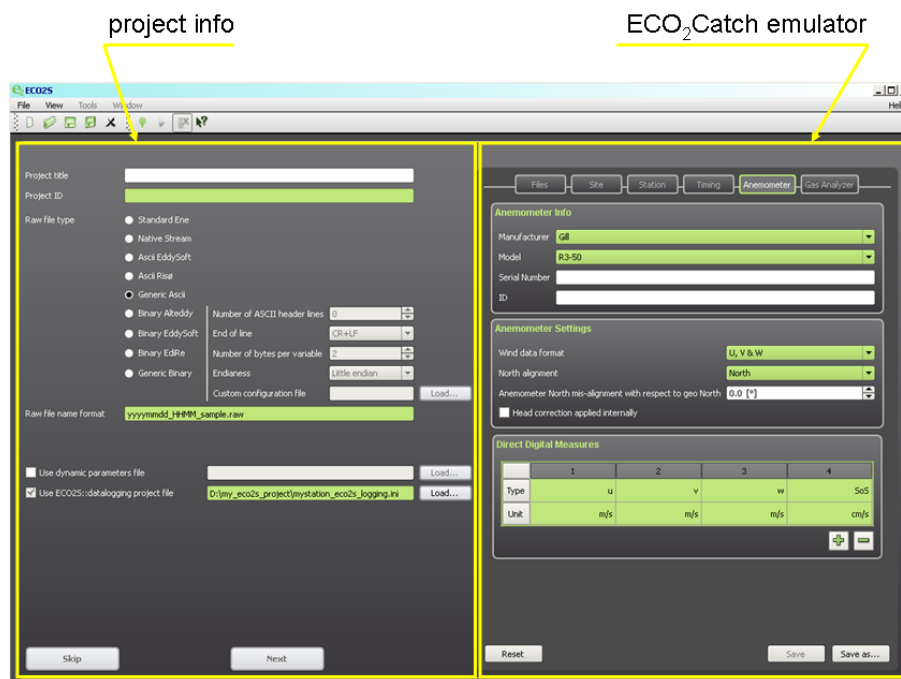 project info
ECO2Catch emulator
ECO2S
File View Tools Window Hel
Project title
Project ID
Raw file type
Standard Ene
Native Stream
Ascii EddySoft
Ascii Risø
Generic Ascii
Binary Alteddy Number of ASCII header lines 0
Binary EddySoft End of line CR+LF
Binary EdiRe Number of bytes per variable 2
Generic Binary Endianess Little endian
Custom configuration file Load...
Raw file name format yyyymmdd_HHMM_sample.raw
Use dynamic parameters file Load...
Use ECO2S::datalogging project file D:\my_eco2s_project\mystation_eco2s_logging.ini Load...
Skip Next
Files Site Station Timing Anemometer Gas Analyzer
Anemometer Info
Manufacturer Gill
Model R3-50
Serial Number
ID
Anemometer Settings
Wind data format U, V & W
North alignment North
Anemometer North mis-alignment with respect to geo North 0.0 [°]
Head correction applied internally
Direct Digital Measures
1 2 3 4
Type u v w SoS
Unit m/s m/s m/s cm/s
Reset Save Save as...